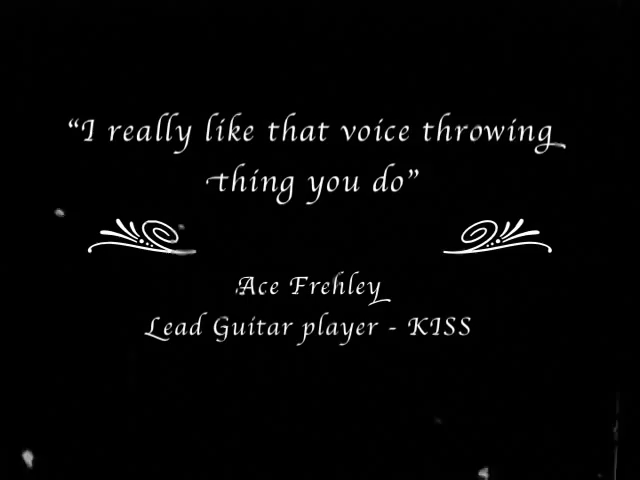 “I really like that voice throwing
thing you do”
Ace Frehley
Lead Guitar player - KISS